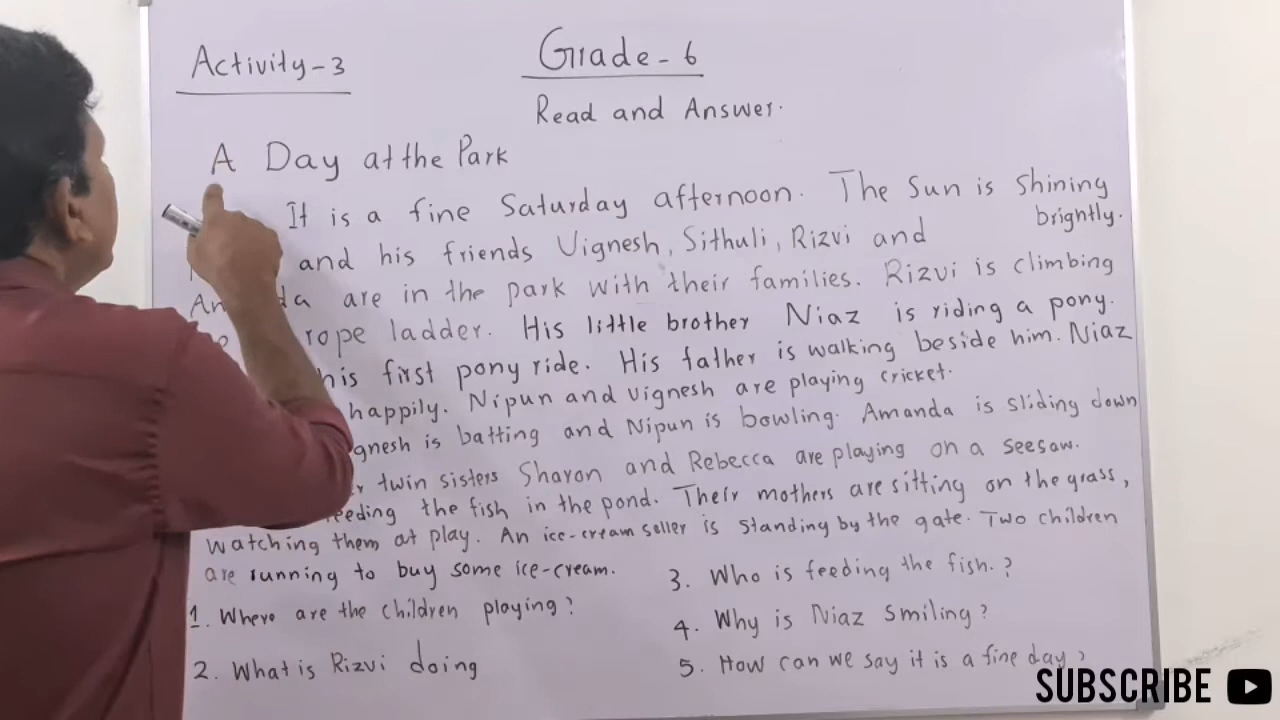 Activity-3
Grade-6
Read and Answer.
A Day at the Park
It is a fine Saturday afternoon. The Sun is Shining
brightly.
and his friends Vignesh, Sithuli, Rizvi and
are in the park with their families. Rizvi is climbing
rope ladder. His little brother Niaz is riding a pony.
his first pony ride. His father is walking beside him. Niaz
happily. Nipun and Vignesh are playing cricket.
is batting and Nipun is bowling. Amanda is sliding down
twin sisters Sharon and Rebecca are playing on a seesaw.
the fish in the pond. Their mothers are sitting on the grass,
watching them at play. An ice-cream seller is standing by the gate. Two children
are running to buy some ice-cream.
1. Where are the children playing?
2. What is Rizvi doing
3. Who is feeding the fish.?
4. Why is Niaz Smiling?
5. How can we say it is a fine day?
SUBSCRIBE